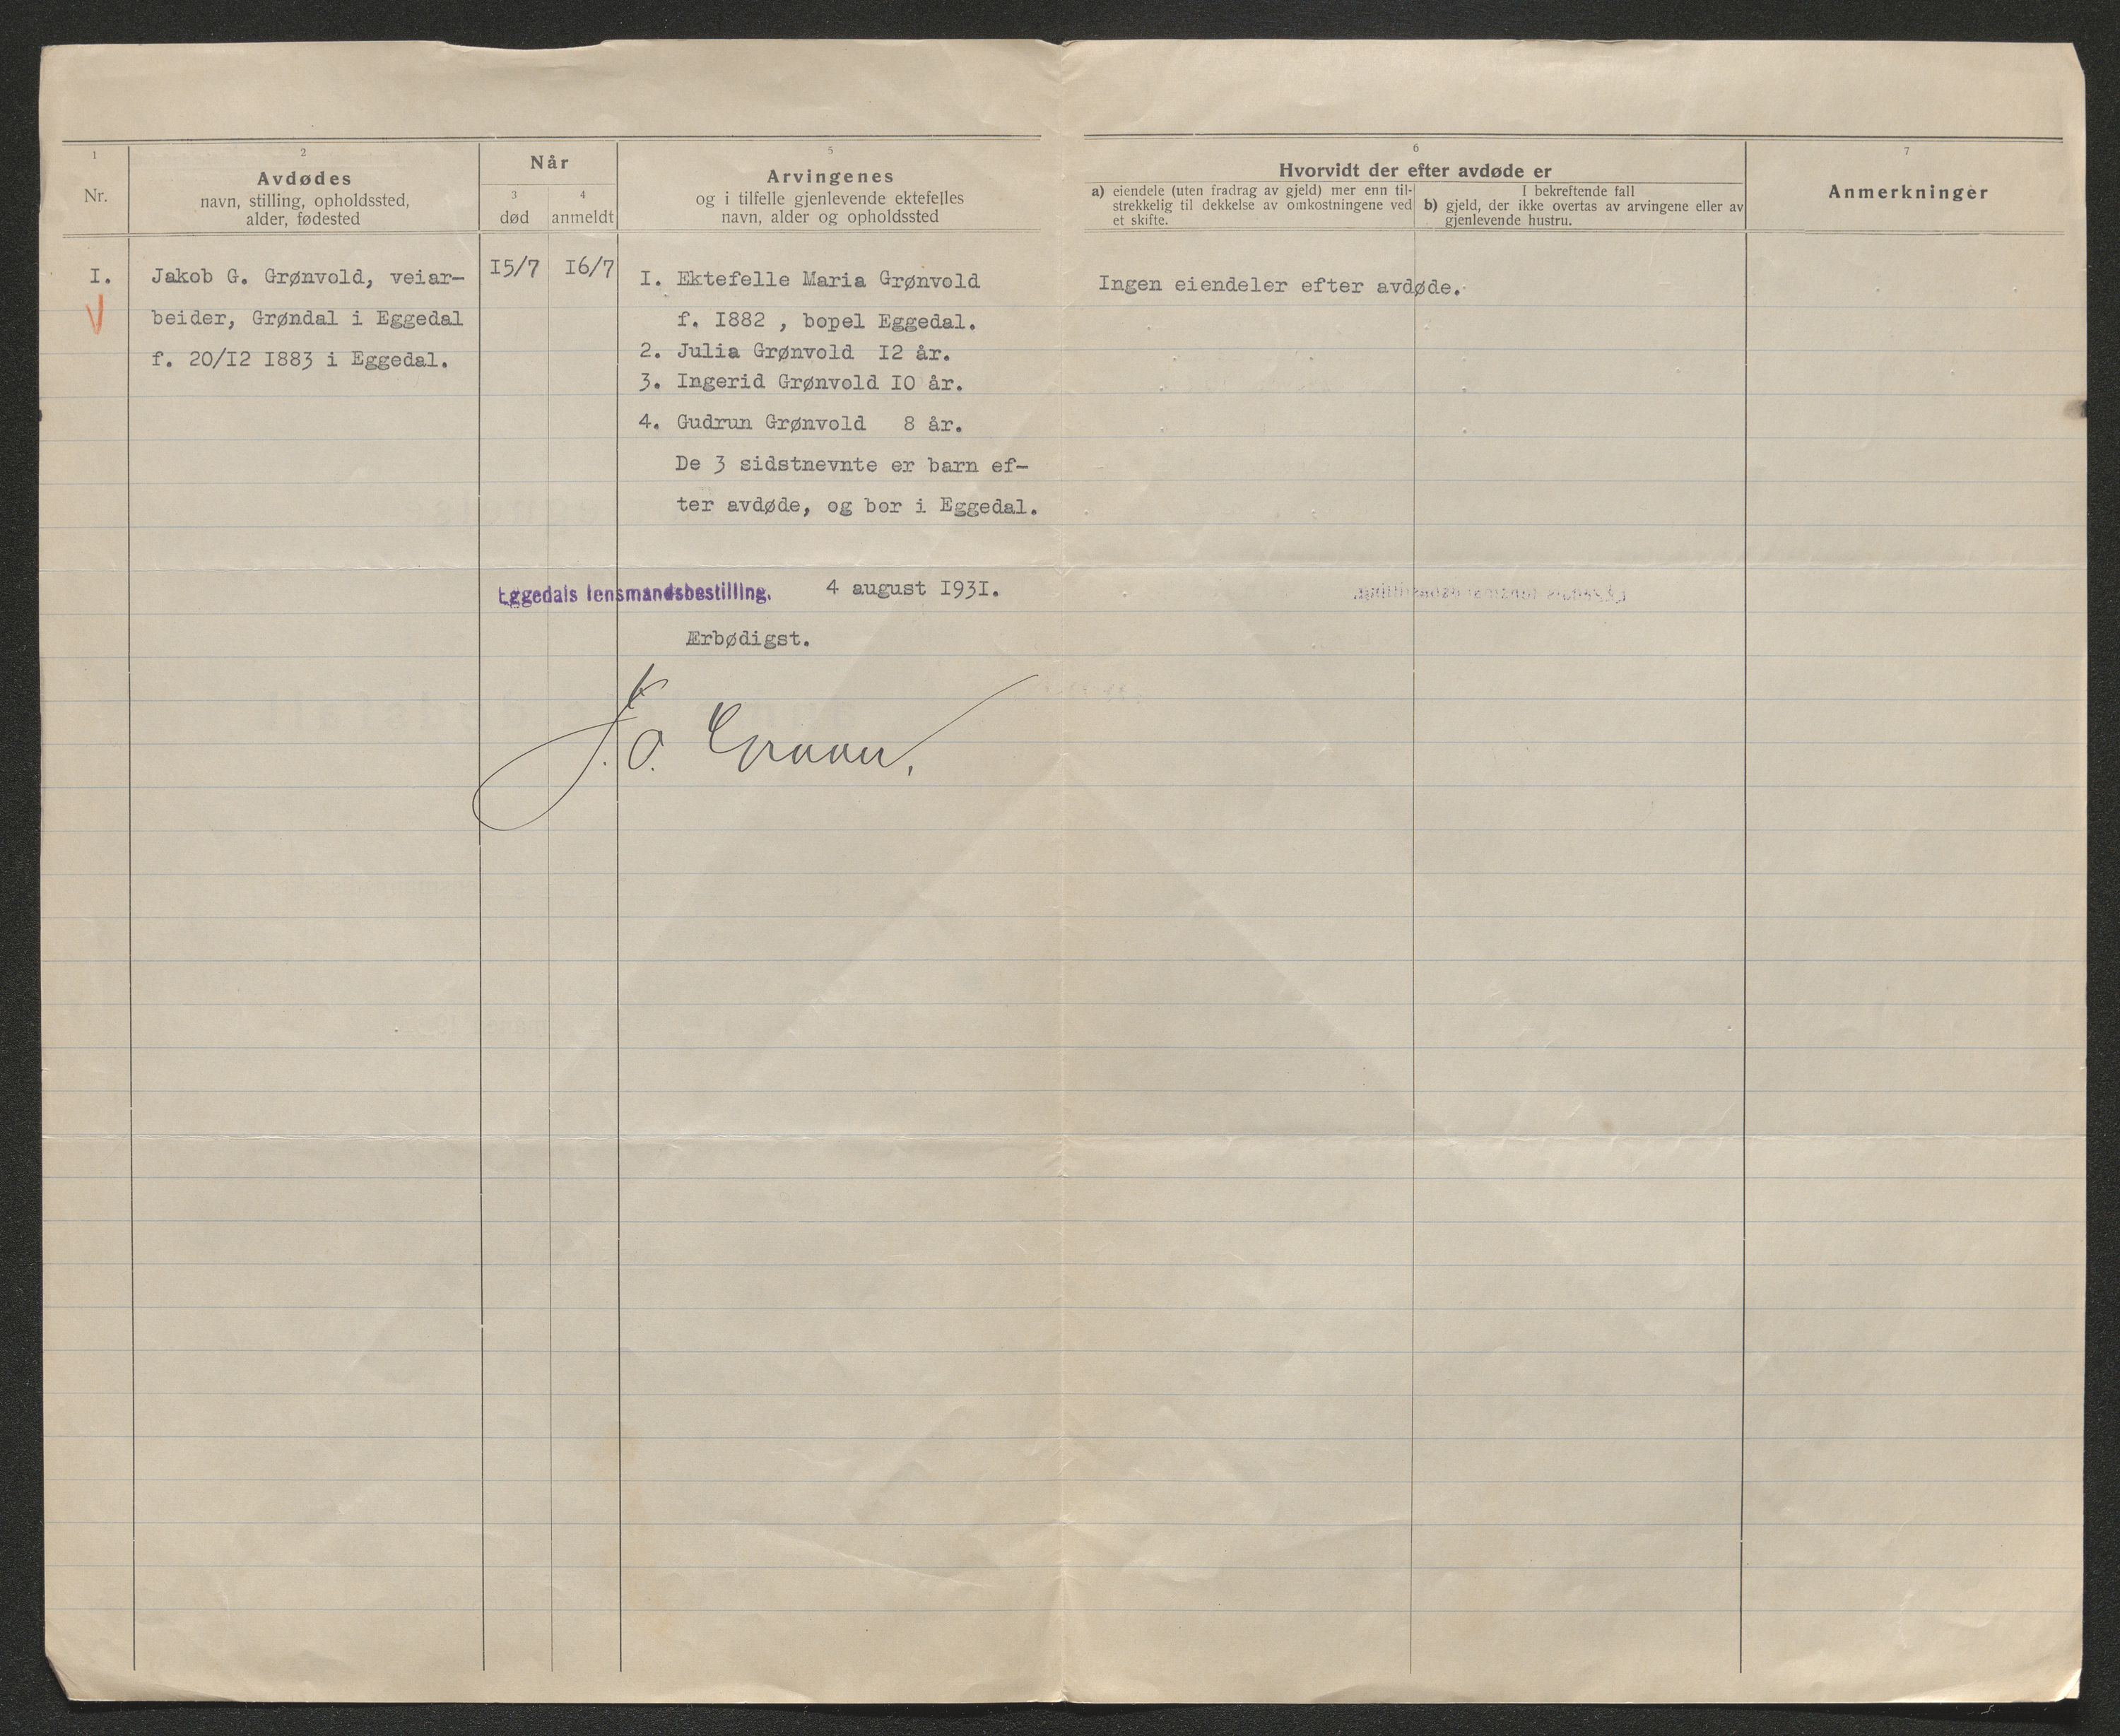 1
Nr.
2
Avdødes
navn, stilling, opholdssted,
alder, fødested
Når
3
død
4
anmeldt
5
Arvingenes
og i tilfelle gjenlevende ektefelles
navn, alder og opholdssted
6
Hvorvidt der efter avdøde er
a) eiendele (uten fradrag av gjeld) mer enn til-
strekkelig til dekkelse av omkostningene ved
et skifte.
I bekreftende fall
b) gjeld, der ikke overtas av arvingene eller av
gjenlevende hustru.
7
Anmerkninger
I.
Jakob G. Grønvold, veiar-
beider, Grøndal i Eggedal
f. 20/12 1883 i Eggedal.
15/7
16/7
1. Ektefelle Maria Grønvold
f. 1882 , bopel Eggedal.
2. Julia Grønvold 12 år.
3. Ingerid Grønvold 10 år.
4. Gudrun Grønvold 8 år.
De 3 sidstnevnte er barn ef-
ter avdøde, og bor i Eggedal.
Ingen eiendeler efter avdøde.
Eggedals lensmandsbestilling. 4 august 1931.
Ærbødigst.